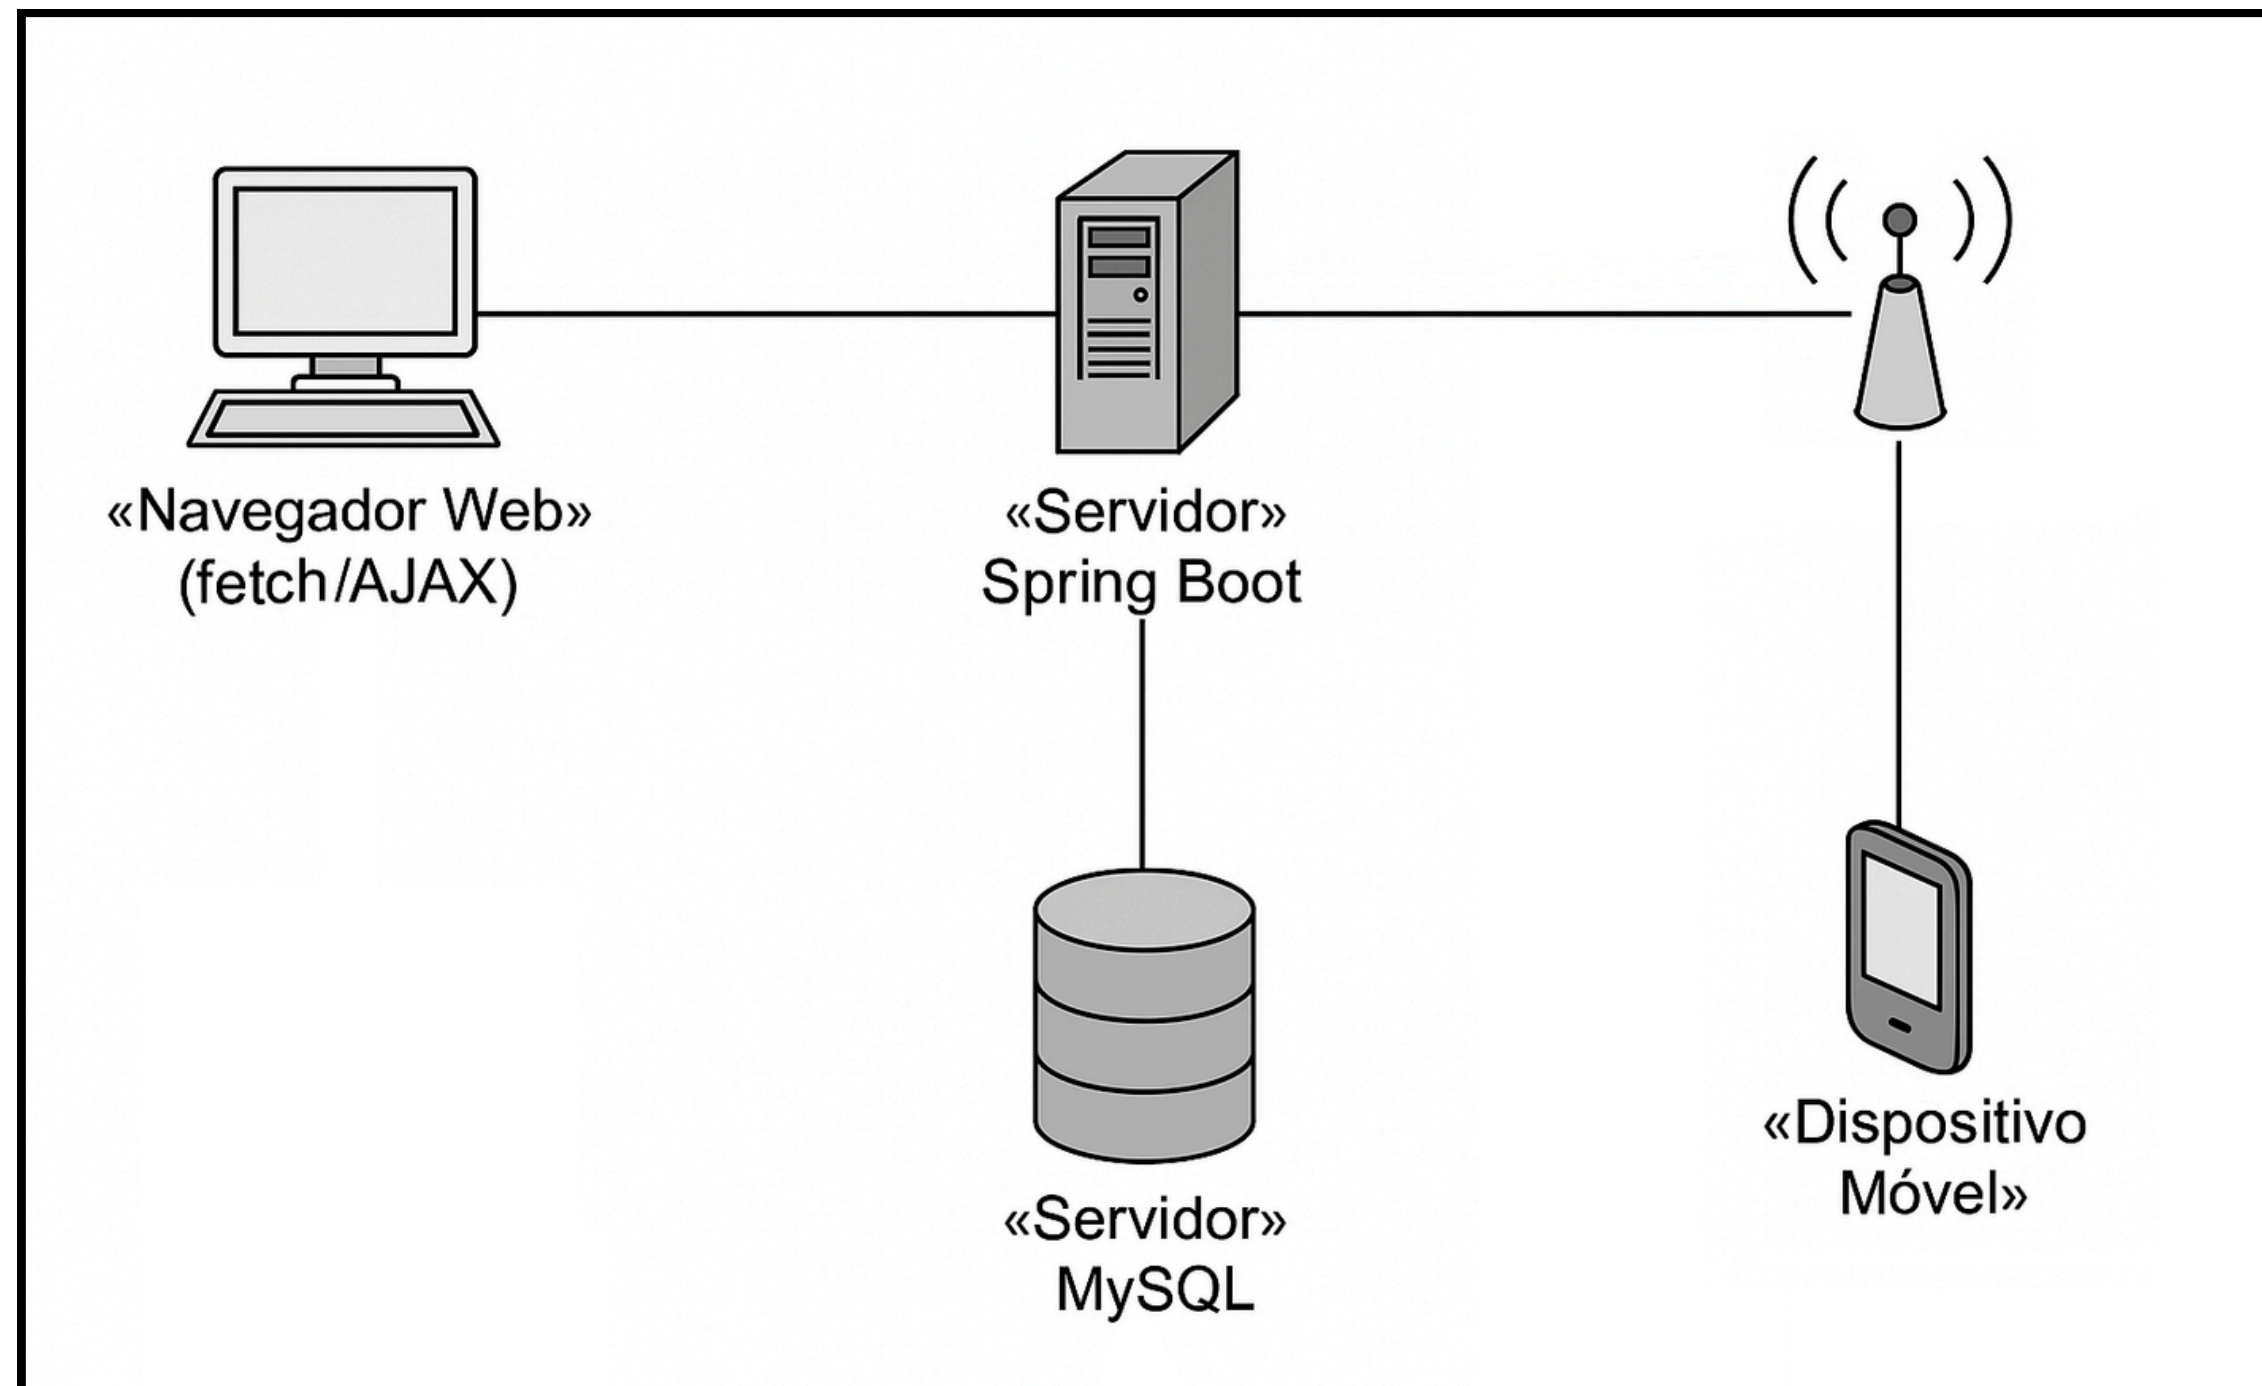 «Navegador Web»
(fetch/AJAX)
«Servidor»
Spring Boot
«Servidor»
MySQL
«Dispositivo
Móvel»